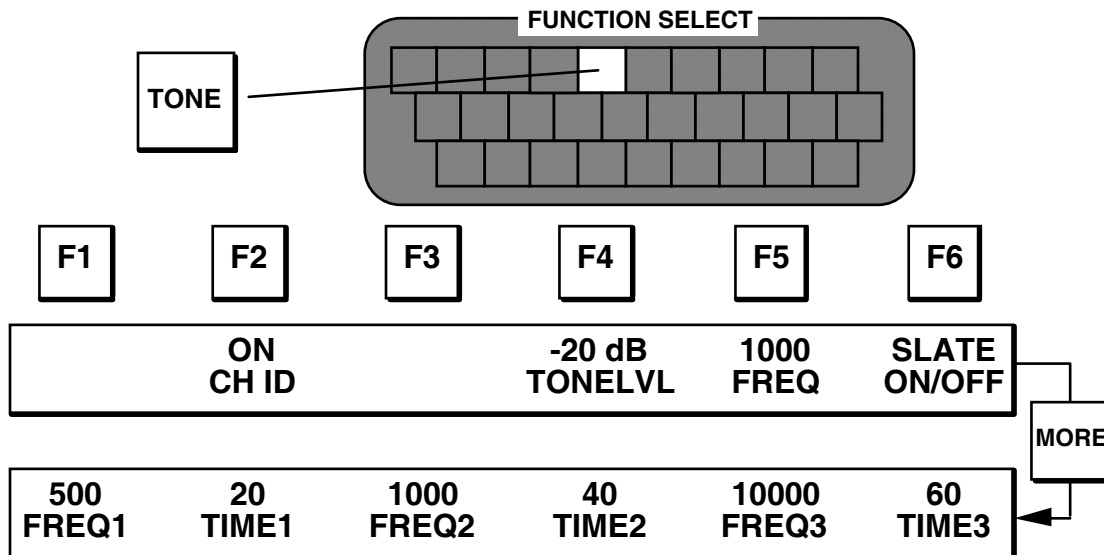 FUNCTION SELECT
TONE
F1 F2 F3 F4 F5 F6
ON -20 dB 1000 SLATE
CH ID TONELVL FREQ ON/OFF
MORE
500 20 1000 40 10000 60
FREQ1 TIME1 FREQ2 TIME2 FREQ3 TIME3